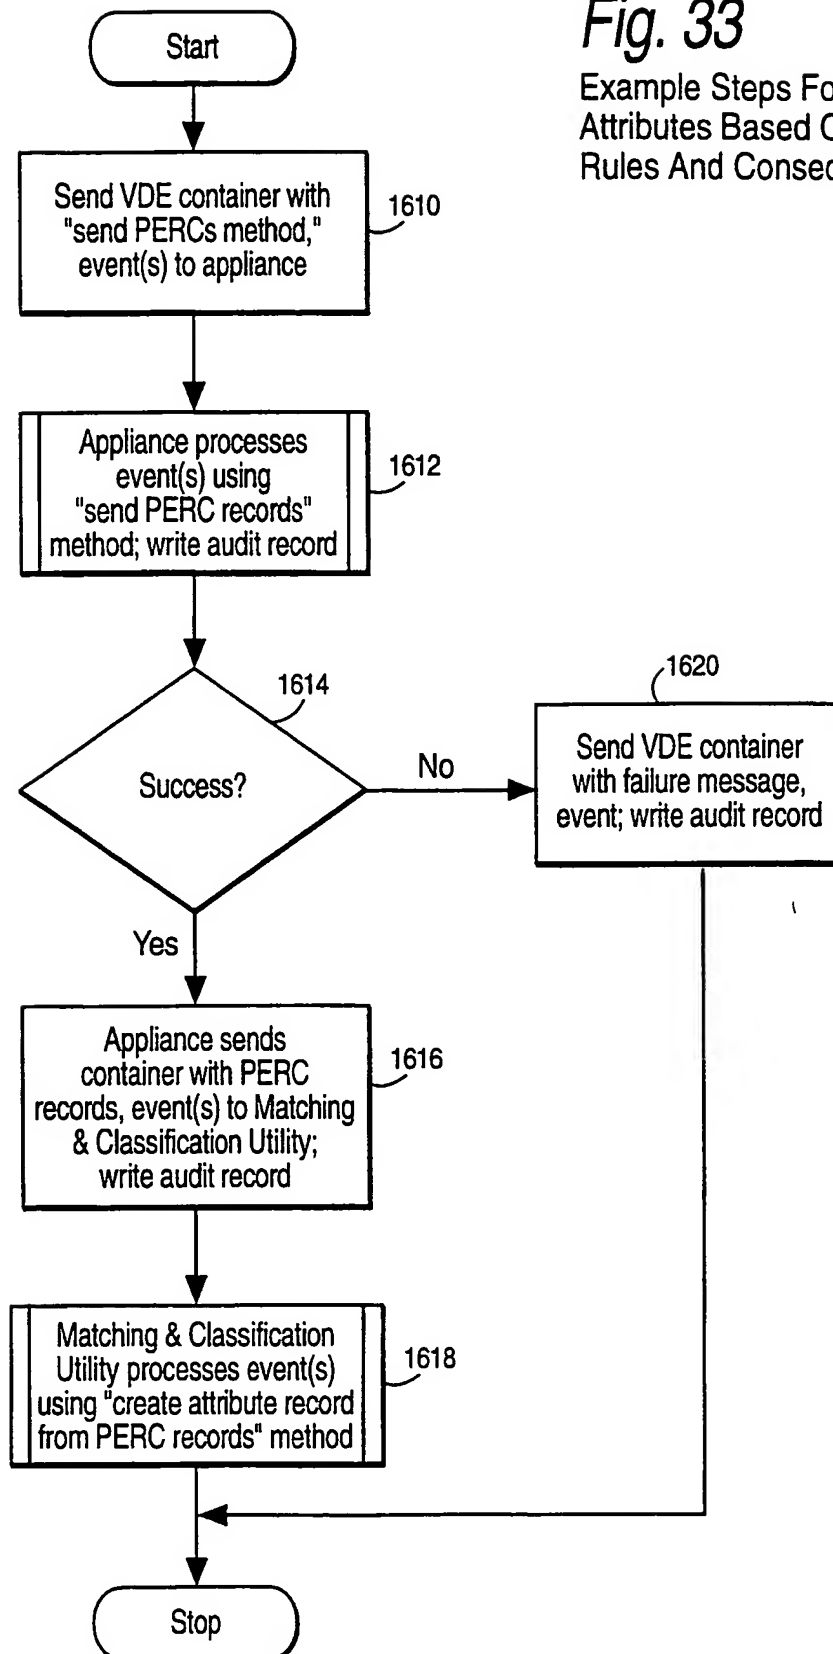 Fig. 33
Example Steps Fo
Attributes Based
Rules And Conseq
Start
Send VDE container with
"send PERCs method,"
event(s) to appliance
1610
Appliance processes
event(s) using
"send PERC records"
method; write audit record
1612
1614
Success?
No
1620
Send VDE container
with failure message,
event; write audit record
Yes
Appliance sends
container with PERC
records, event(s) to Matching
& Classification Utility;
write audit record
1616
Matching & Classification
Utility processes event(s)
using "create attribute record
from PERC records" method
1618
Stop